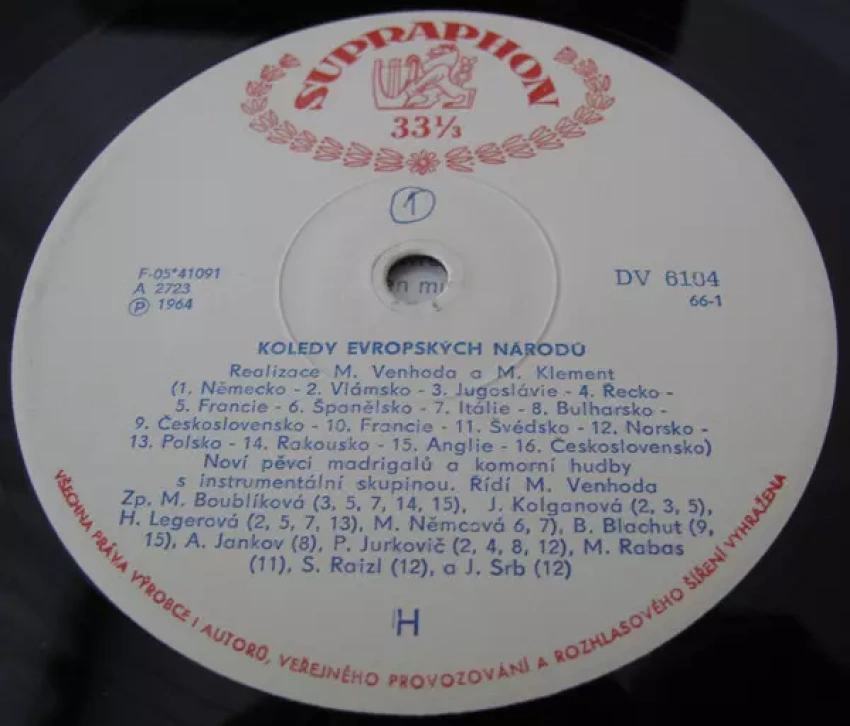 SUPRAPHON
33⅓
1
F-05*41091
A 2723
Ⓟ 1964
DV 6104
66-1
en mu
KOLEDY EVROPSKÝCH NÁRODŮ
Realizace M. Venhoda a M. Klement
(1. Německo - 2. Vlámsko - 3. Jugoslávie - 4. Řecko -
5. Francie - 6. Španělsko - 7. Itálie - 8. Bulharsko -
9. Československo - 10. Francie - 11. Švédsko - 12. Norsko -
13. Polsko - 14. Rakousko - 15. Anglie - 16. Československo)
Noví pěvci madrigalů a komorní hudby
s instrumentální skupinou. Řídí M. Venhoda
Zp. M. Boublíková (3, 5, 7, 14, 15), J. Kolganová (2, 3, 5),
H. Legerová (2, 5, 7, 13), M. Němcová 6, 7), B. Blachut (9,
15), A. Jankov (8), P. Jurkovič (2, 4, 8, 12), M. Rabas
(11), S. Raizl (12), a J. Srb (12)
H
VŠECHNA PRÁVA VÝROBCE I AUTORŮ, VEŘEJNÉHO PROVOZOVÁNÍ A ROZHLASOVÉHO ŠÍŘENÍ VYHRAŽENA